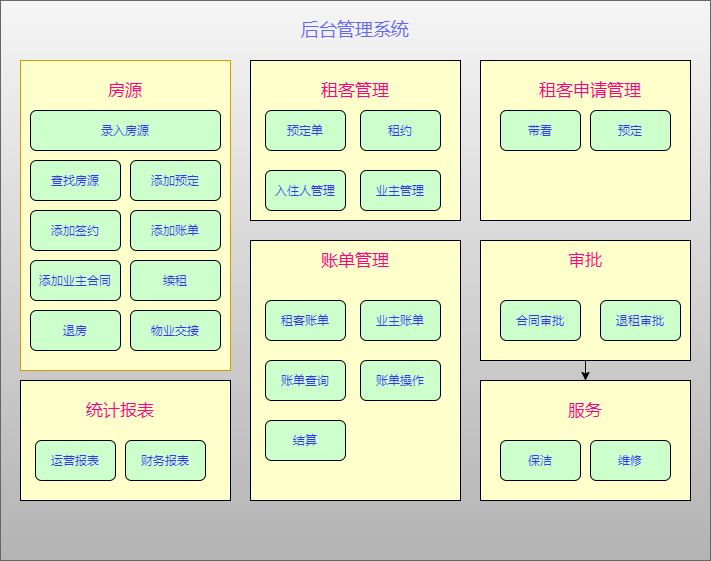 后台管理系统
房源
录入房源
查找房源
添加预定
添加签约
添加账单
添加业主合同
续租
退房
物业交接
租客管理
预定单
租约
入住人管理
业主管理
租客申请管理
带看
预定
账单管理
租客账单
业主账单
账单查询
账单操作
结算
审批
合同审批
退租审批
统计报表
运营报表
财务报表
服务
保洁
维修